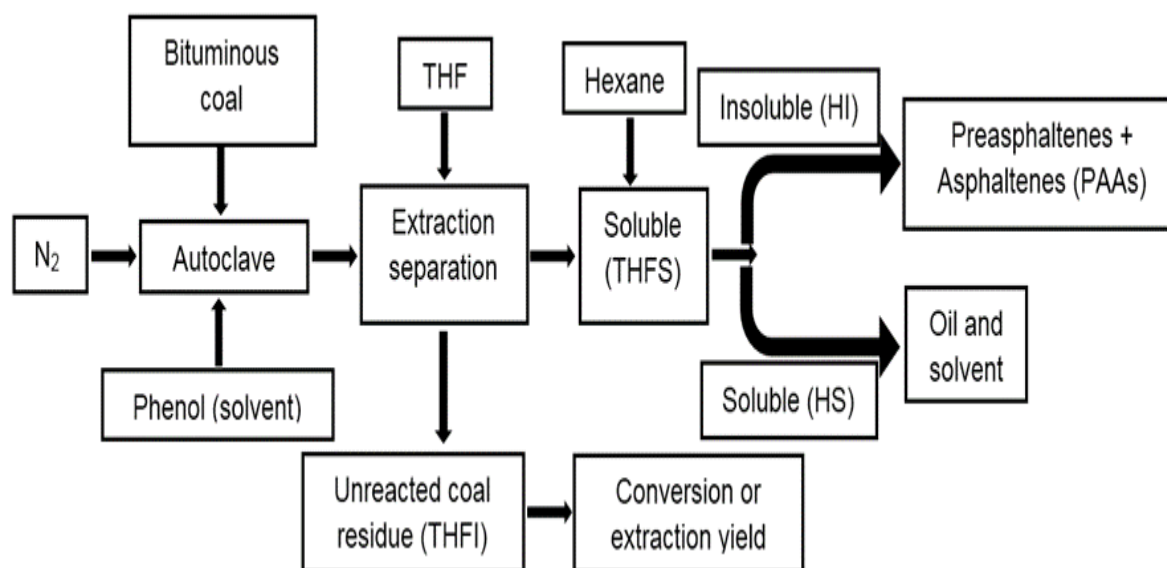 Bituminous
coal
THF
Hexane
Insoluble (HI)
Preasphaltenes +
Asphaltenes (PAAs)
N₂
Autoclave
Extraction
separation
Soluble
(THFS)
Oil and
solvent
Phenol (solvent)
Soluble (HS)
Unreacted coal
residue (THFI)
Conversion or
extraction yield